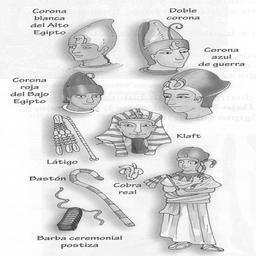 Corona
blanca
del Alto
Egipto
Doble
corona
Corona
azul
de guerra
Corona
roja
del Bajo
Egipto
Klaft
Látigo
Bastón
Cobra
real
Barba ceremonial
postiza